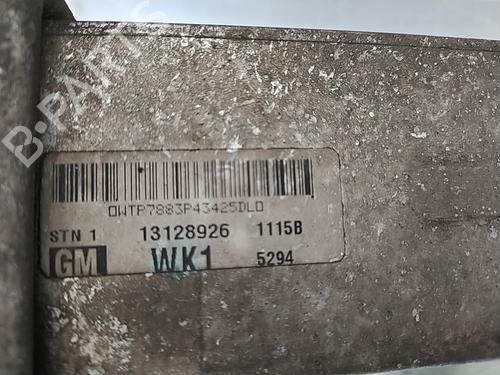 B-PARTS
0WTP7883P43425DL0
STN 1 13128926 1115B
GM WK1 5294